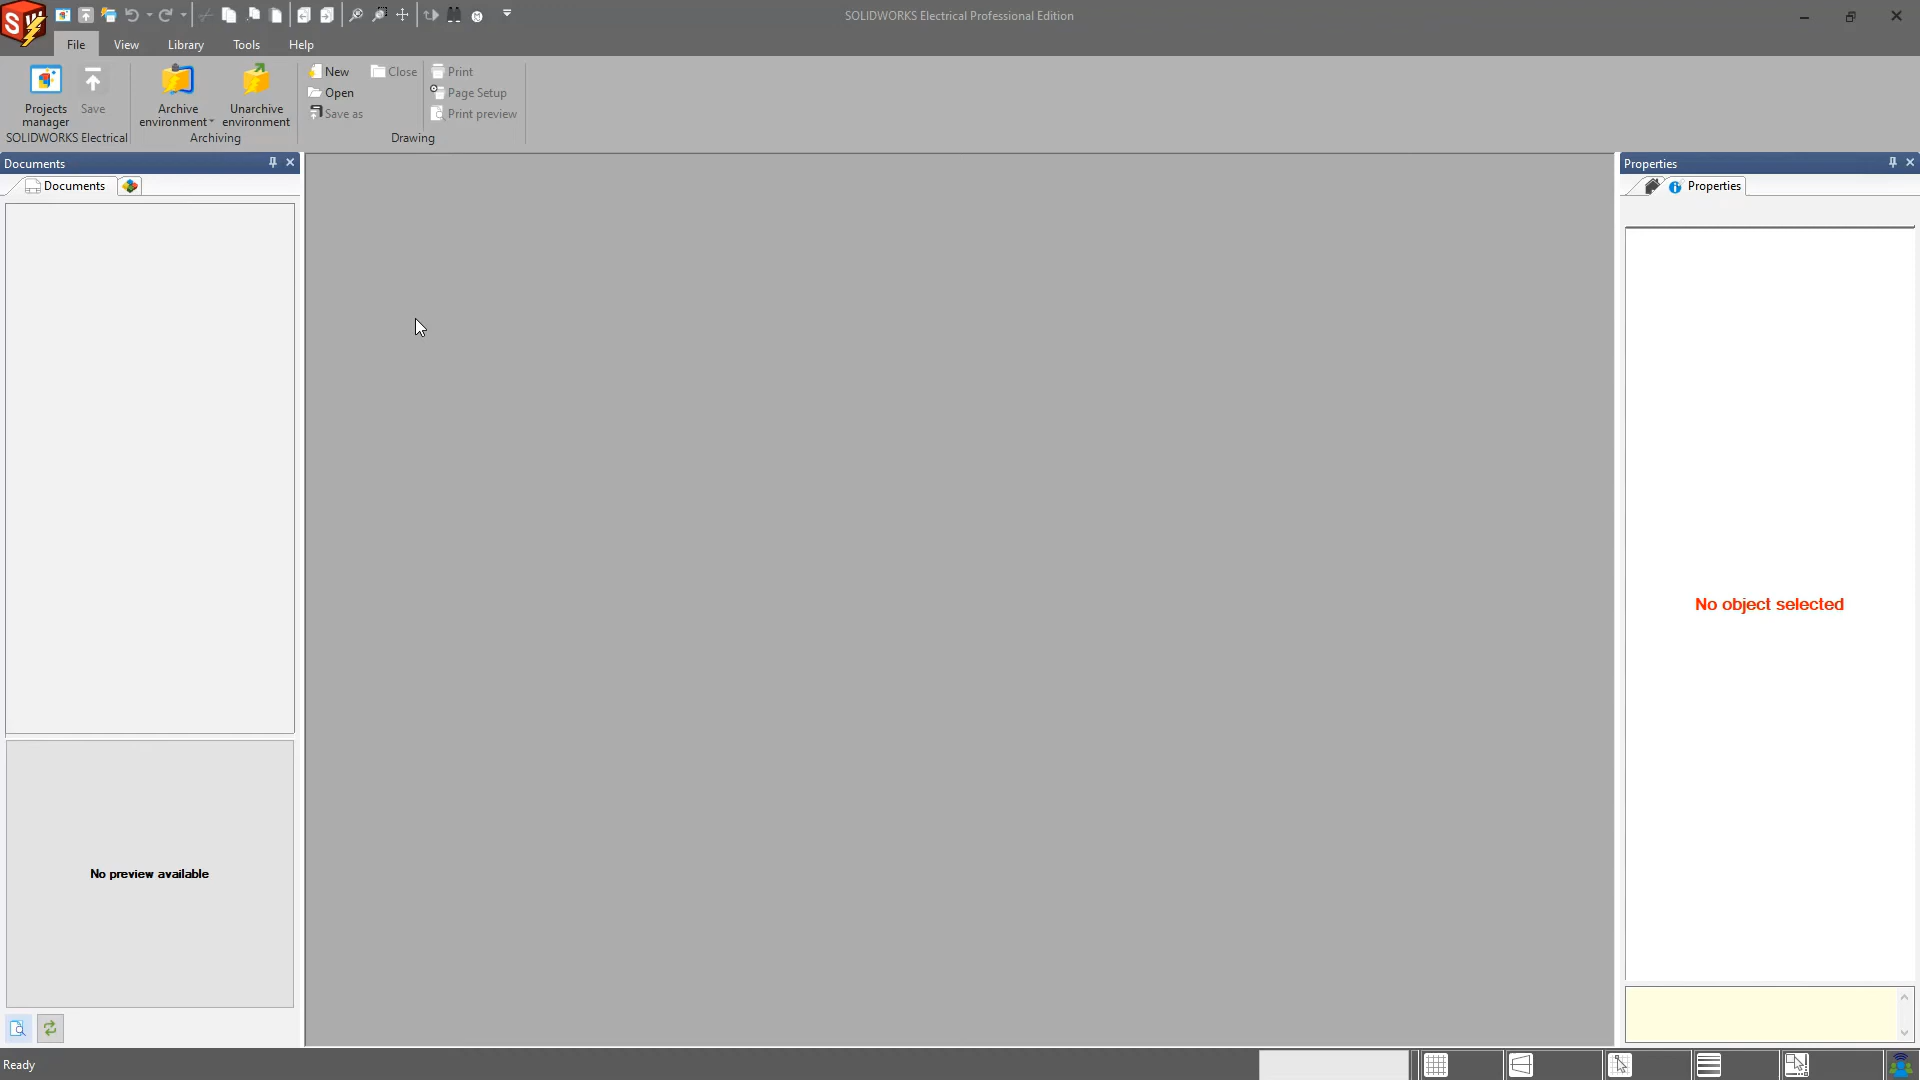 SOLIDWORKS Electrical Professional Edition
File View Library Tools Help
Projects manager
Save
SOLIDWORKS Electrical
Archive environment
Unarchive environment
Archiving
New
Close
Open
Save as
Print
Page Setup
Print preview
Drawing
Documents
Documents
No preview available
Properties
Properties
No object selected
Ready